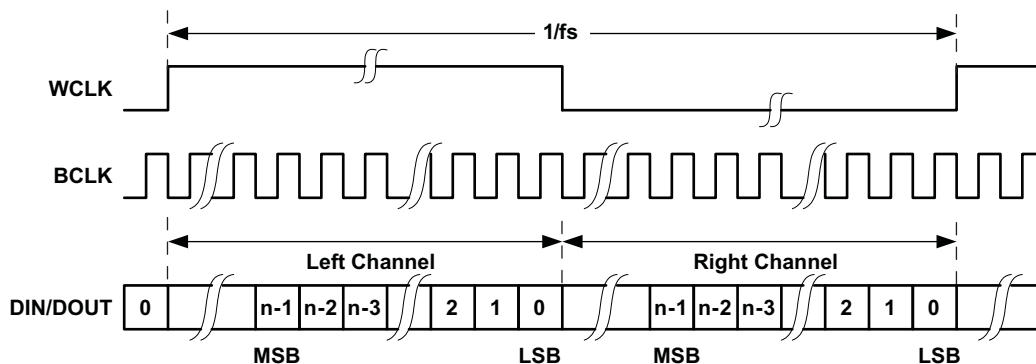 1/fs
WCLK
BCLK
Left Channel Right Channel
DIN/DOUT 0 n-1 n-2 n-3 2 1 0 n-1 n-2 n-3 2 1 0
MSB LSB MSB LSB